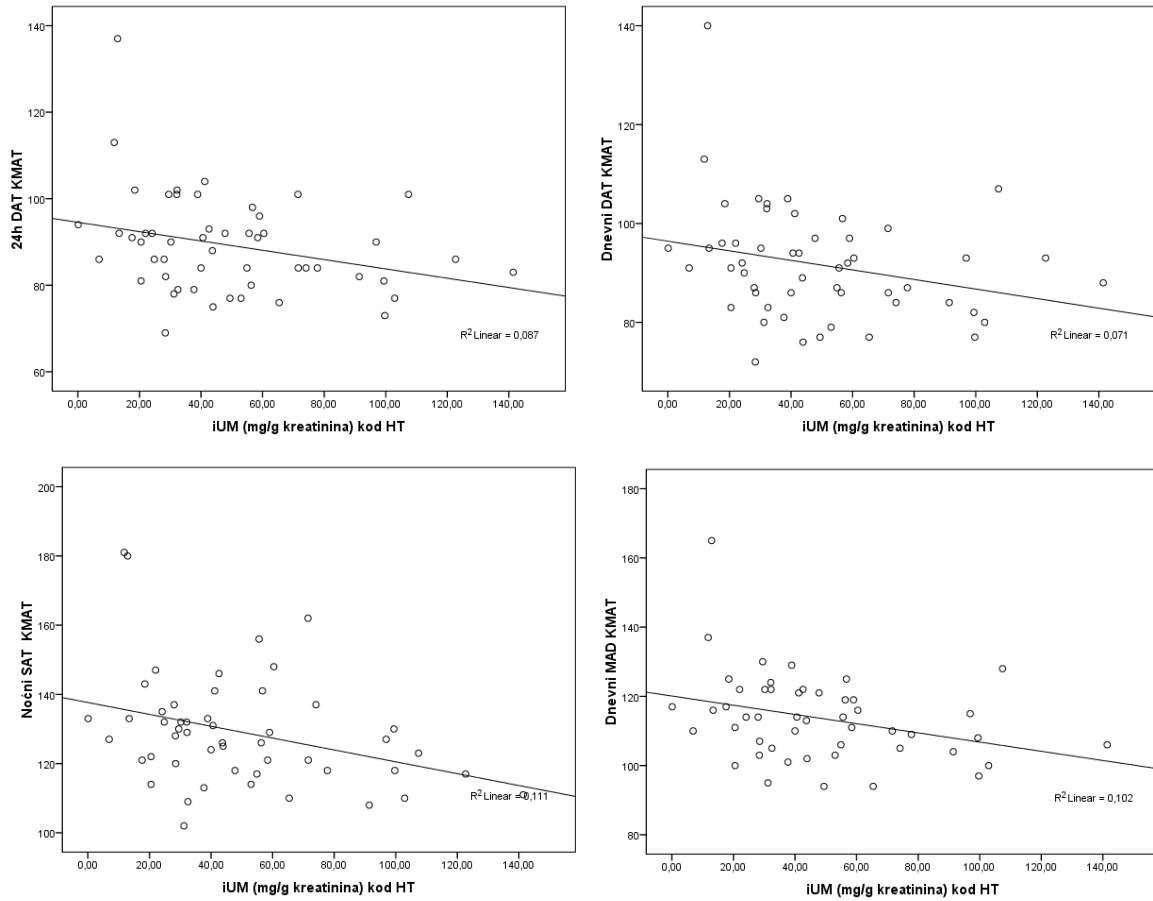 24h DAT KMAT
140
120
100
80
60
0,00 20,00 40,00 60,00 80,00 100,00 120,00 140,00
iUM (mg/g kreatinina) kod HT
R² Linear = 0,087
Dnevni DAT KMAT
140
120
100
80
0,00 20,00 40,00 60,00 80,00 100,00 120,00 140,00
iUM (mg/g kreatinina) kod HT
R² Linear = 0,071
Noćni SAT KMAT
200
180
160
140
120
100
0,00 20,00 40,00 60,00 80,00 100,00 120,00 140,00
iUM (mg/g kreatinina) kod HT
R² Linear = 0,111
Dnevni MAD KMAT
180
160
140
120
100
80
0,00 20,00 40,00 60,00 80,00 100,00 120,00 140,00
iUM (mg/g kreatinina) kod HT
R² Linear = 0,102